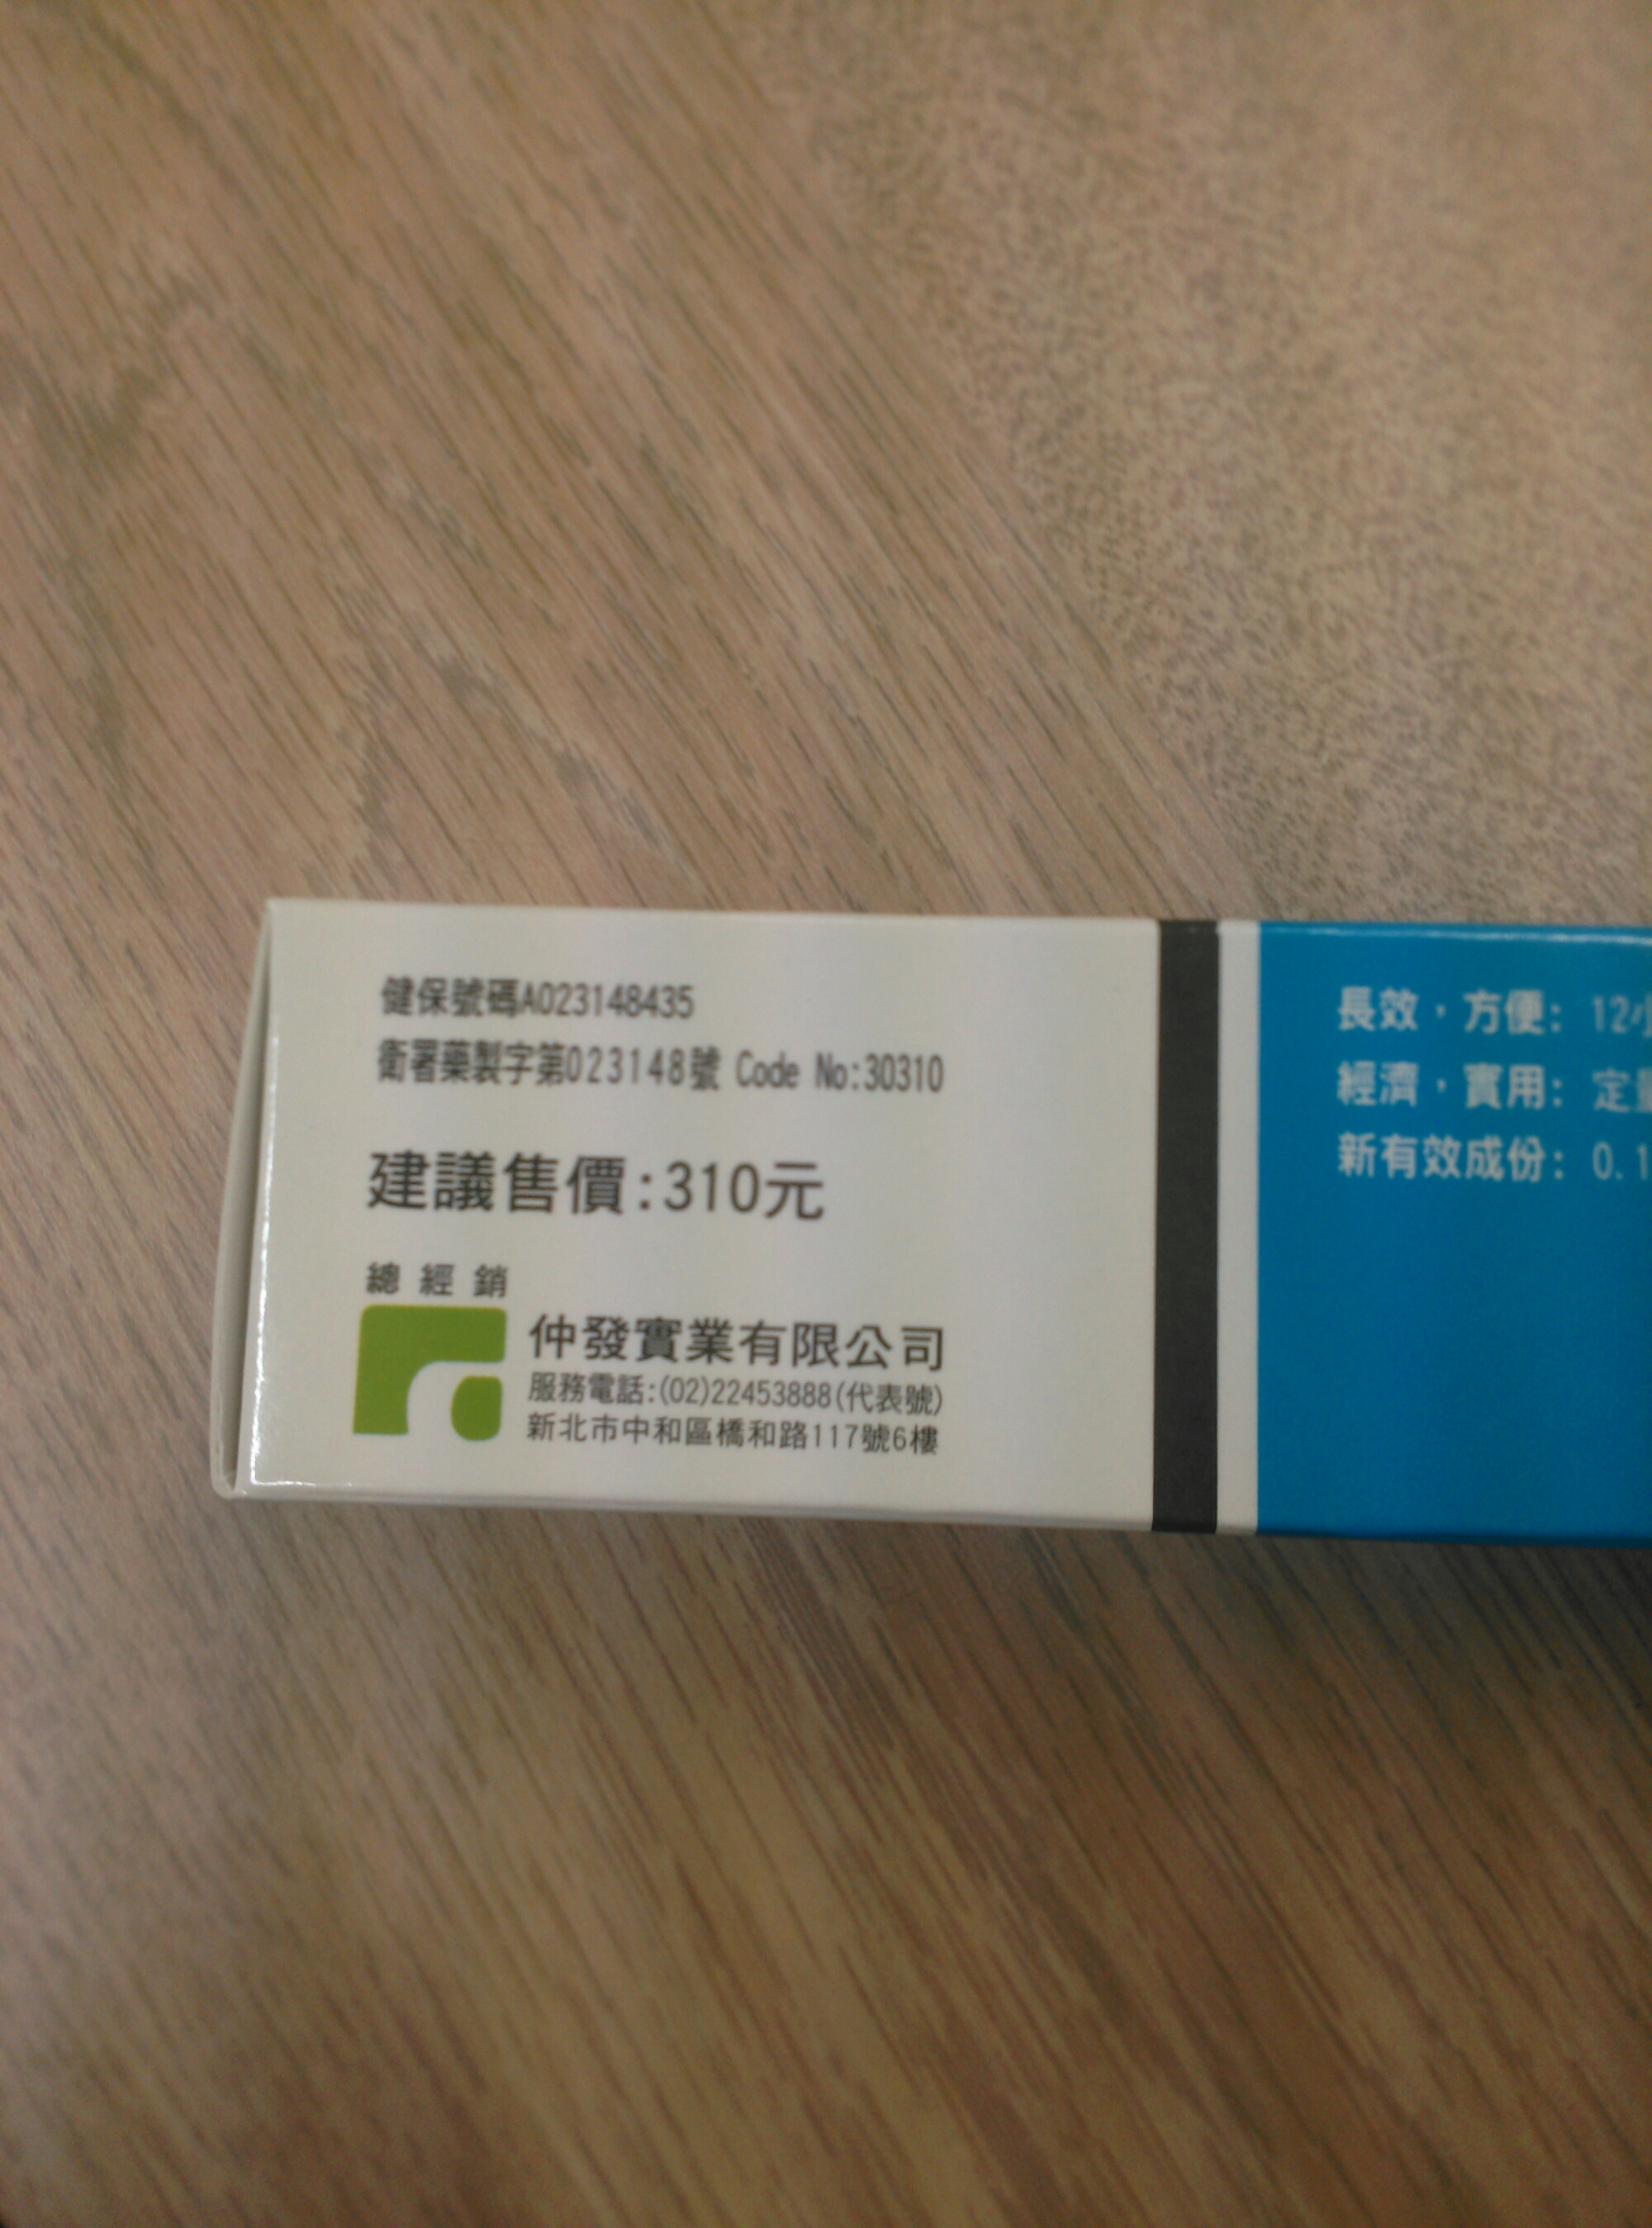 健保號碼A023148435
衛署藥製字第023148號 Code No:30310
建議售價:310元
總經銷
仲發實業有限公司
服務電話:(02)22453888(代表號)
新北市中和區橋和路117號6樓
長效，方便: 12
經濟，實用: 定
新有效成份: 0.1